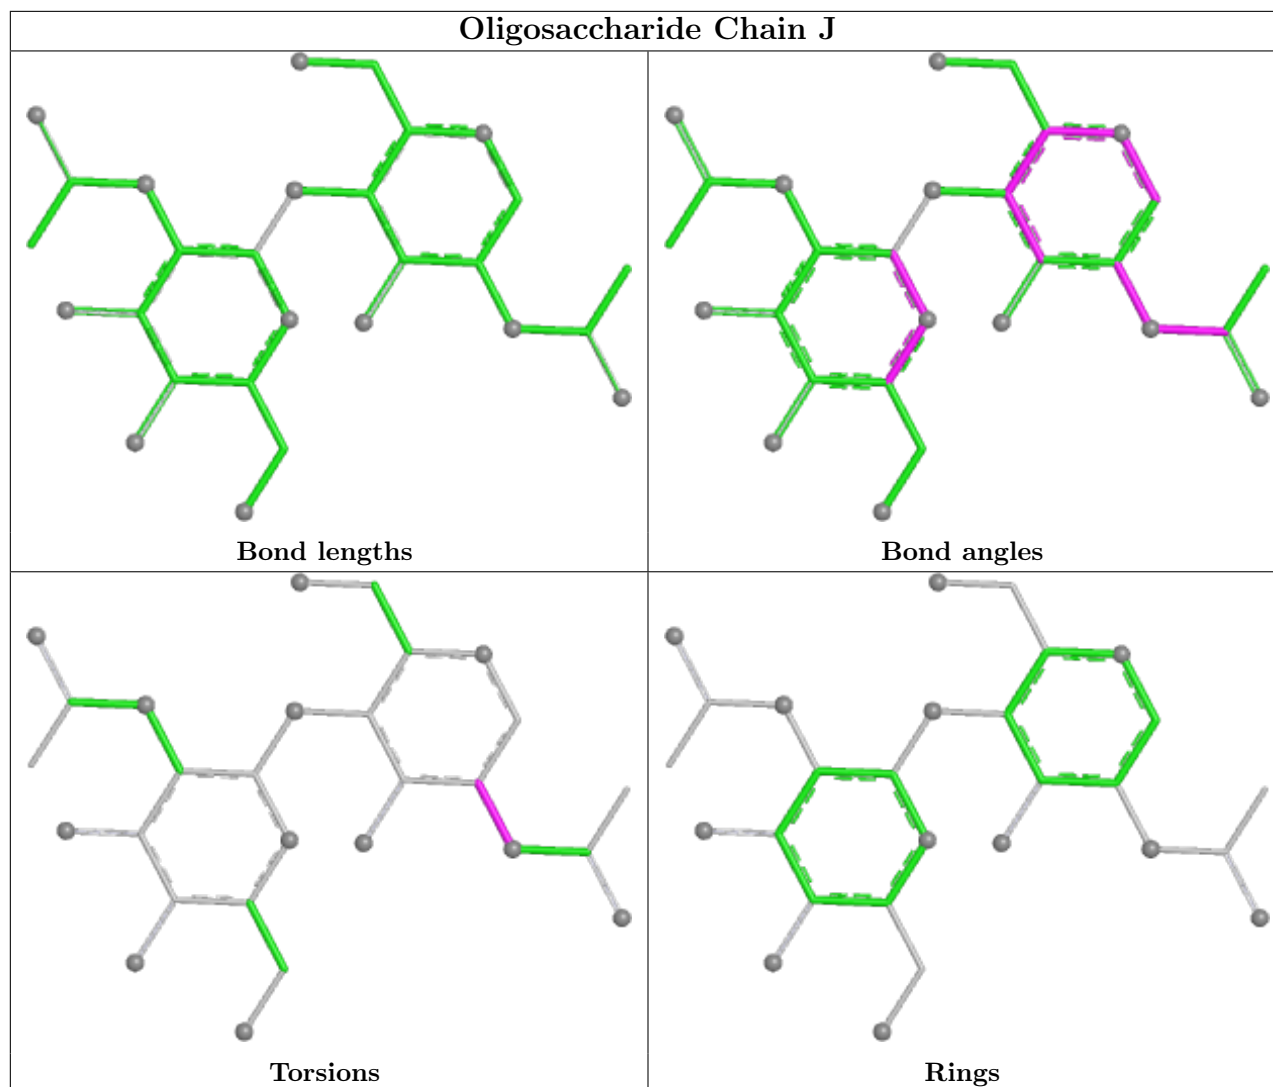 Oligosaccharide Chain J
Bond lengths
Bond angles
Torsions
Rings